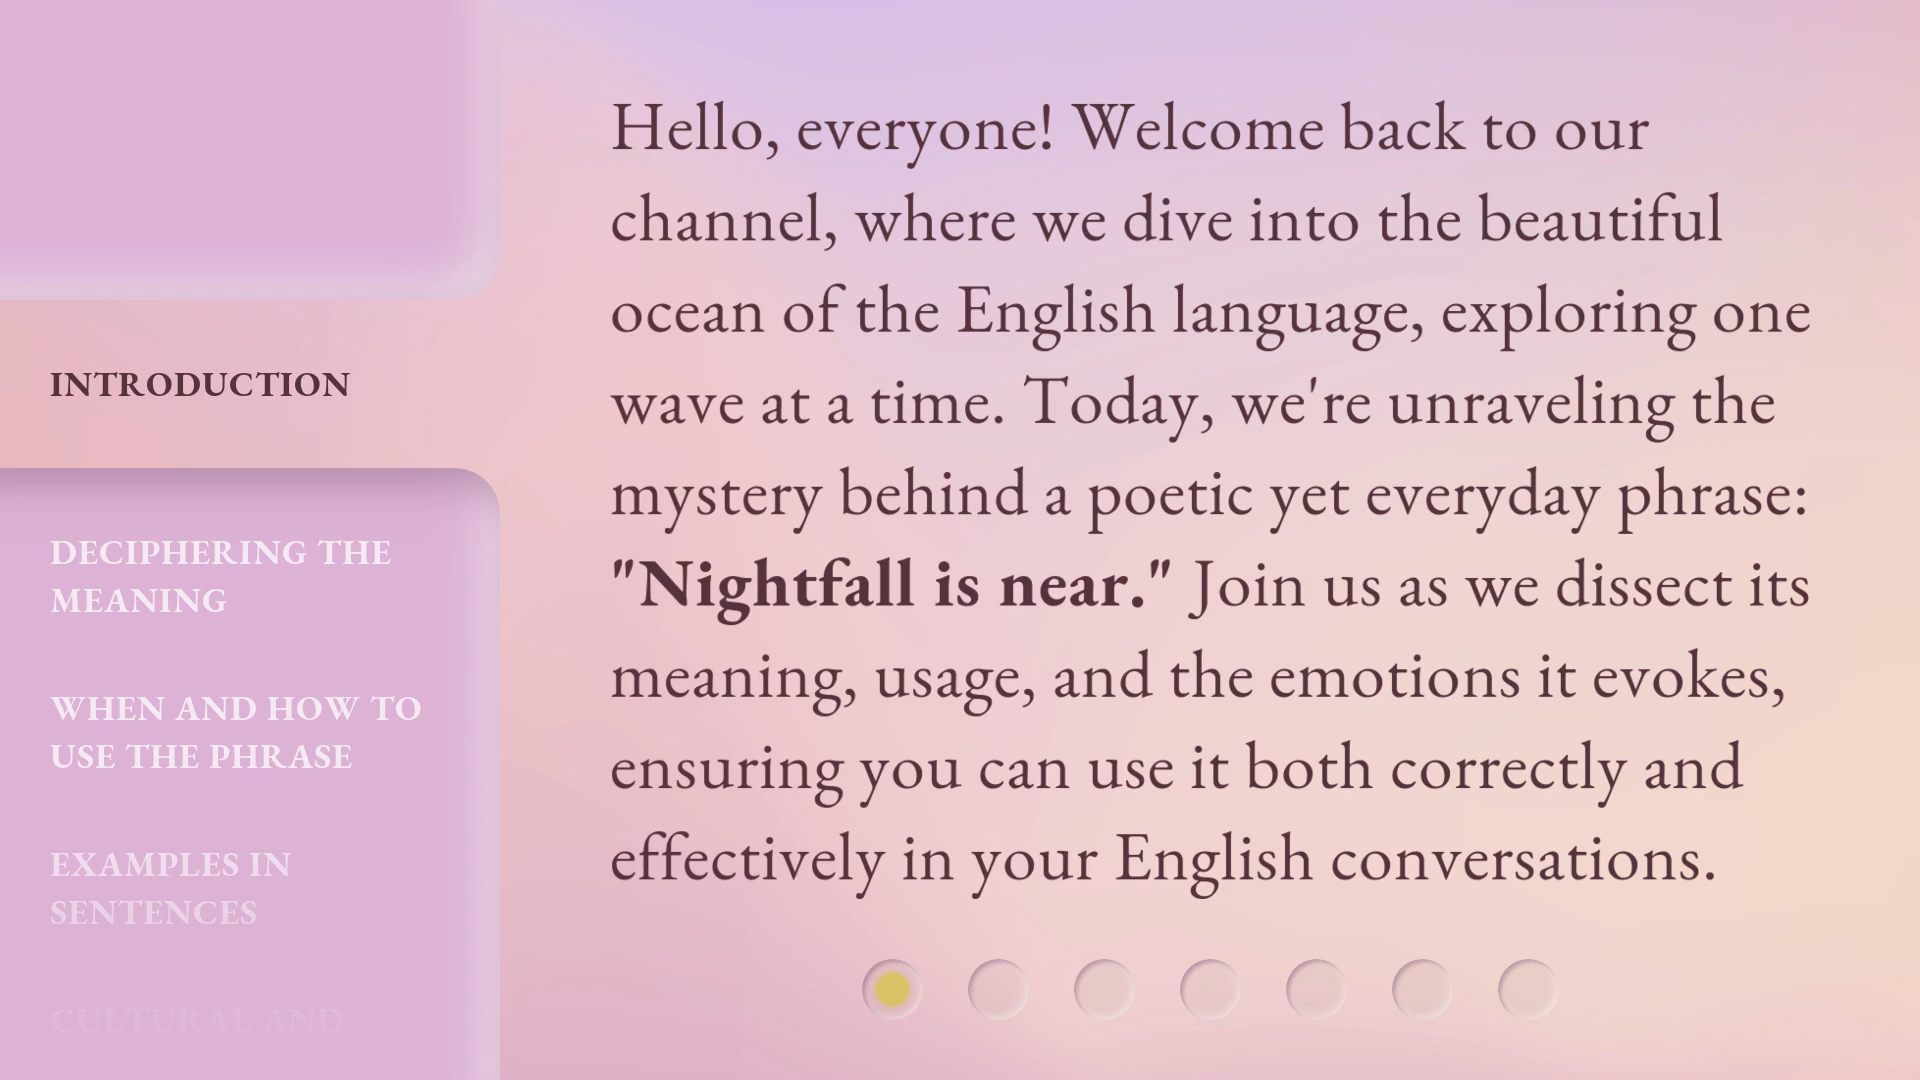 INTRODUCTION
DECIPHERING THE
MEANING
WHEN AND HOW TO
USE THE PHRASE
EXAMPLES IN
SENTENCES
CULTURAL AND
Hello, everyone! Welcome back to our
channel, where we dive into the beautiful
ocean of the English language, exploring one
wave at a time. Today, we're unraveling the
mystery behind a poetic yet everyday phrase:
"Nightfall is near." Join us as we dissect its
meaning, usage, and the emotions it evokes,
ensuring you can use it both correctly and
effectively in your English conversations.